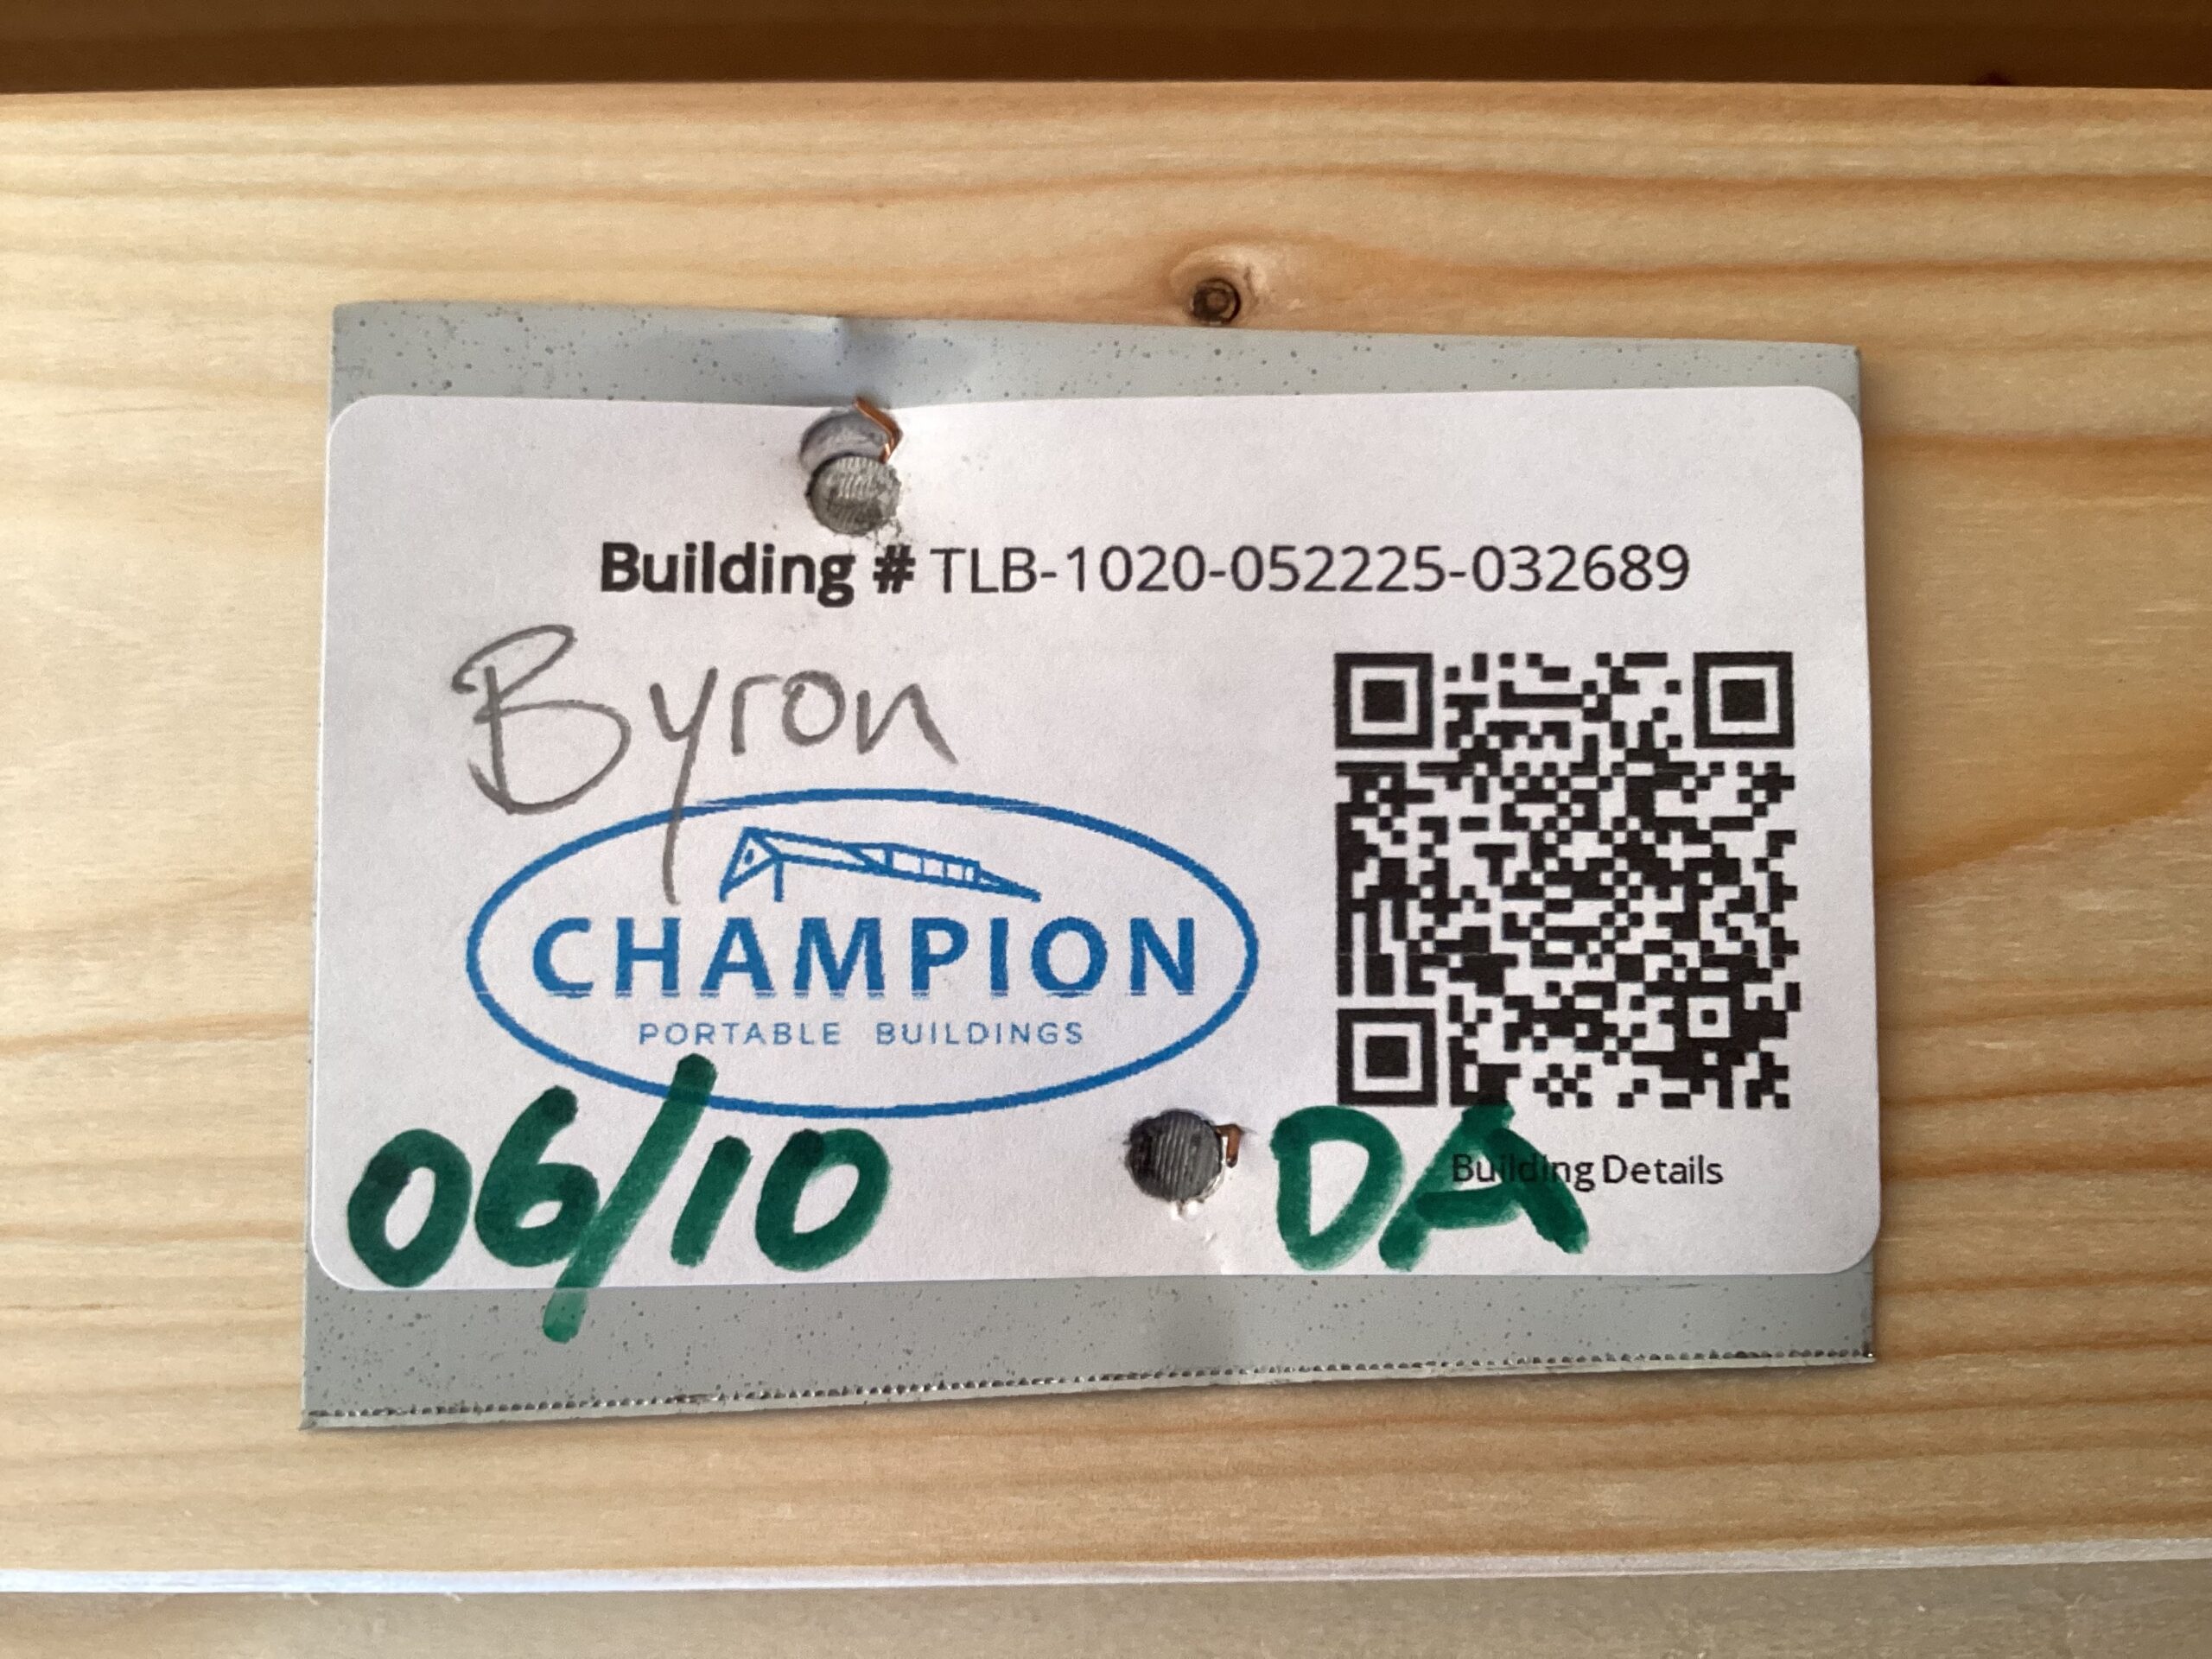 Building # TLB-1020-052225-032689
Byron
CHAMPION
PORTABLE BUILDINGS
06/10
DA
Building Details